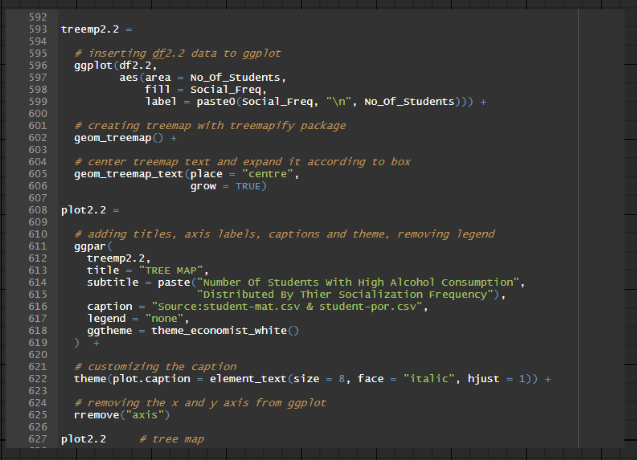 592
593 treemp2.2 =
594
595 # inserting df2.2 data to ggplot
596 ggplot(df2.2,
597 aes(area = No_Of_Students,
598 fill = Social_Freq,
599 label = paste0(Social_Freq, "\n", No_Of_Students))) +
600
601 # creating treemap with treemapify package
602 geom_treemap() +
603
604 # center treemap text and expand it according to box
605 geom_treemap_text(place = "centre",
606 grow = TRUE)
607
608 plot2.2 =
609
610 # adding titles, axis labels, captions and theme, removing legend
611 ggpar(
612 treemp2.2,
613 title = "TREE MAP",
614 subtitle = paste("Number Of Students With High Alcohol Consumption",
615 "Distributed By Thier Socialization Frequency"),
616 caption = "Source:student-mat.csv & student-por.csv",
617 legend = "none",
618 ggtheme = theme_economist_white()
619 ) +
620
621 # customizing the caption
622 theme(plot.caption = element_text(size = 8, face = "italic", hjust = 1)) +
623
624 # removing the x and y axis from ggplot
625 rremove("axis")
626
627 plot2.2 # tree map